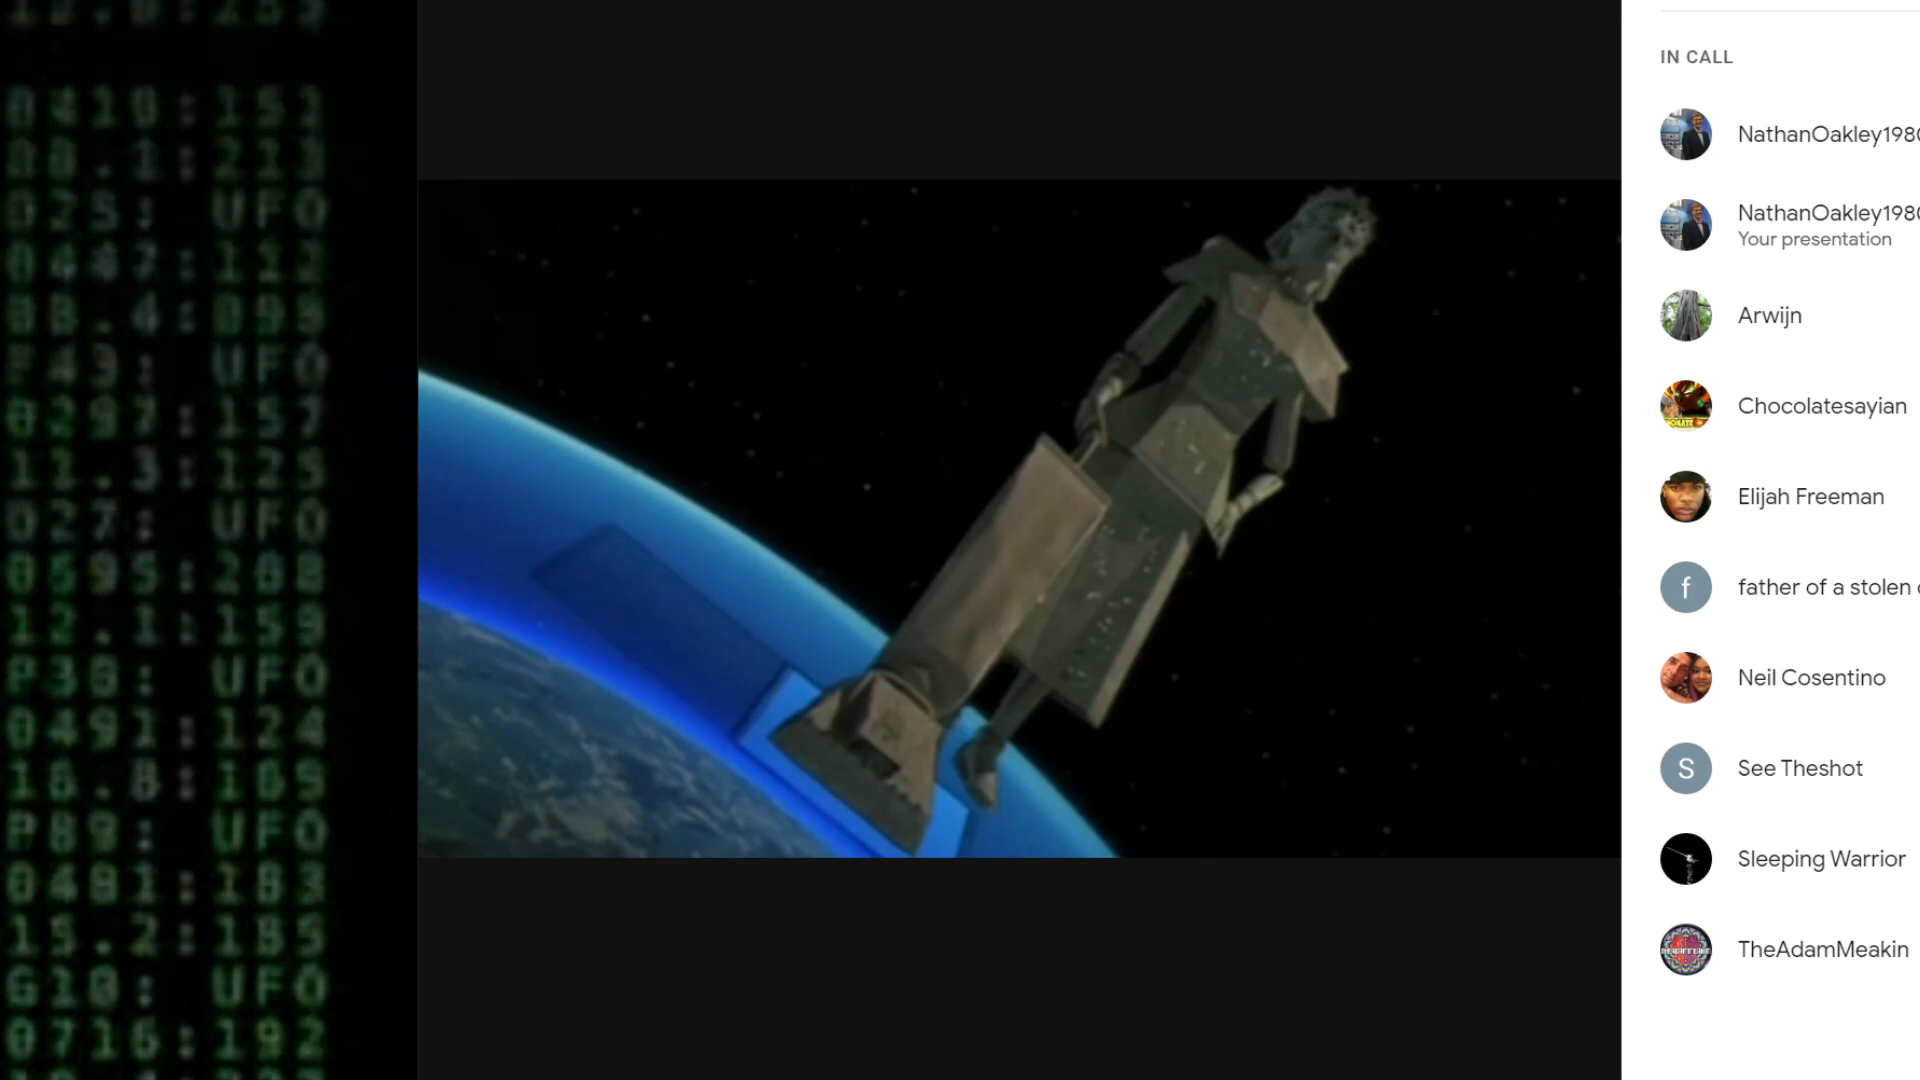 0410:151
08.1:213
025: UFO
0447:112
08.4:099
F43: UFO
0297:157
11.3:125
027: UFO
0595:208
12.1:159
P38: UFO
0491:124
16.8:169
P89: UFO
0481:183
15.2:185
G18: UFO
0716:192
IN CALL
NathanOakley198
NathanOakley198
Your presentation
Arwijn
Chocolatesayian
Elijah Freeman
f
father of a stolen
Neil Cosentino
S
See Theshot
Sleeping Warrior
TheAdamMeakin